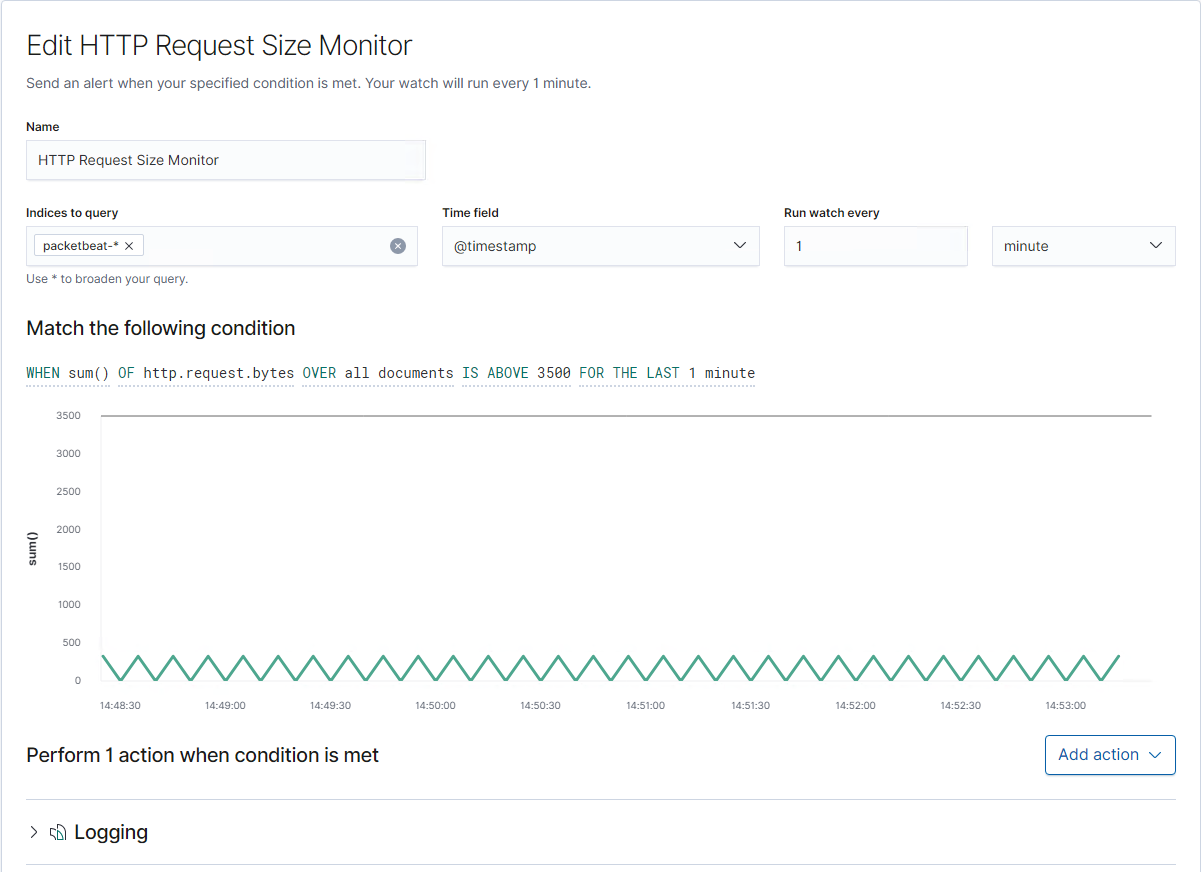 Edit HTTP Request Size Monitor
Send an alert when your specified condition is met. Your watch will run every 1 minute.
Name
HTTP Request Size Monitor
Indices to query
Time field
Run watch every
packetbeat-*
@timestamp
1
minute
Use * to broaden your query.
Match the following condition
WHEN sum() OF http.request.bytes OVER all documents IS ABOVE 3500 FOR THE LAST 1 minute
3500
3000
2500
2000
1500
1000
500
0
sum()
14:48:30 14:49:00 14:49:30 14:50:00 14:50:30 14:51:00 14:51:30 14:52:00 14:52:30 14:53:00
Perform 1 action when condition is met
Add action
Logging